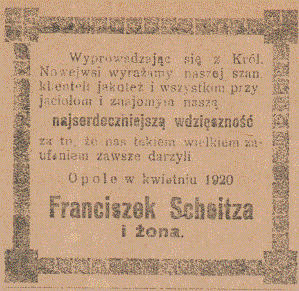 Wyprowadzając się z Król.
Nowejwsi wyrażamy naszej szan.
klienteli jakoteż i wszystkim przy
jaciołom i znajomym naszą
najserdeczniejszą wdzięczność
za to, że nas takiem wielkiem za-
ufaniem zawsze darzyli.
Opole w kwietniu 1920
Franciszek Scheitza
i żona.